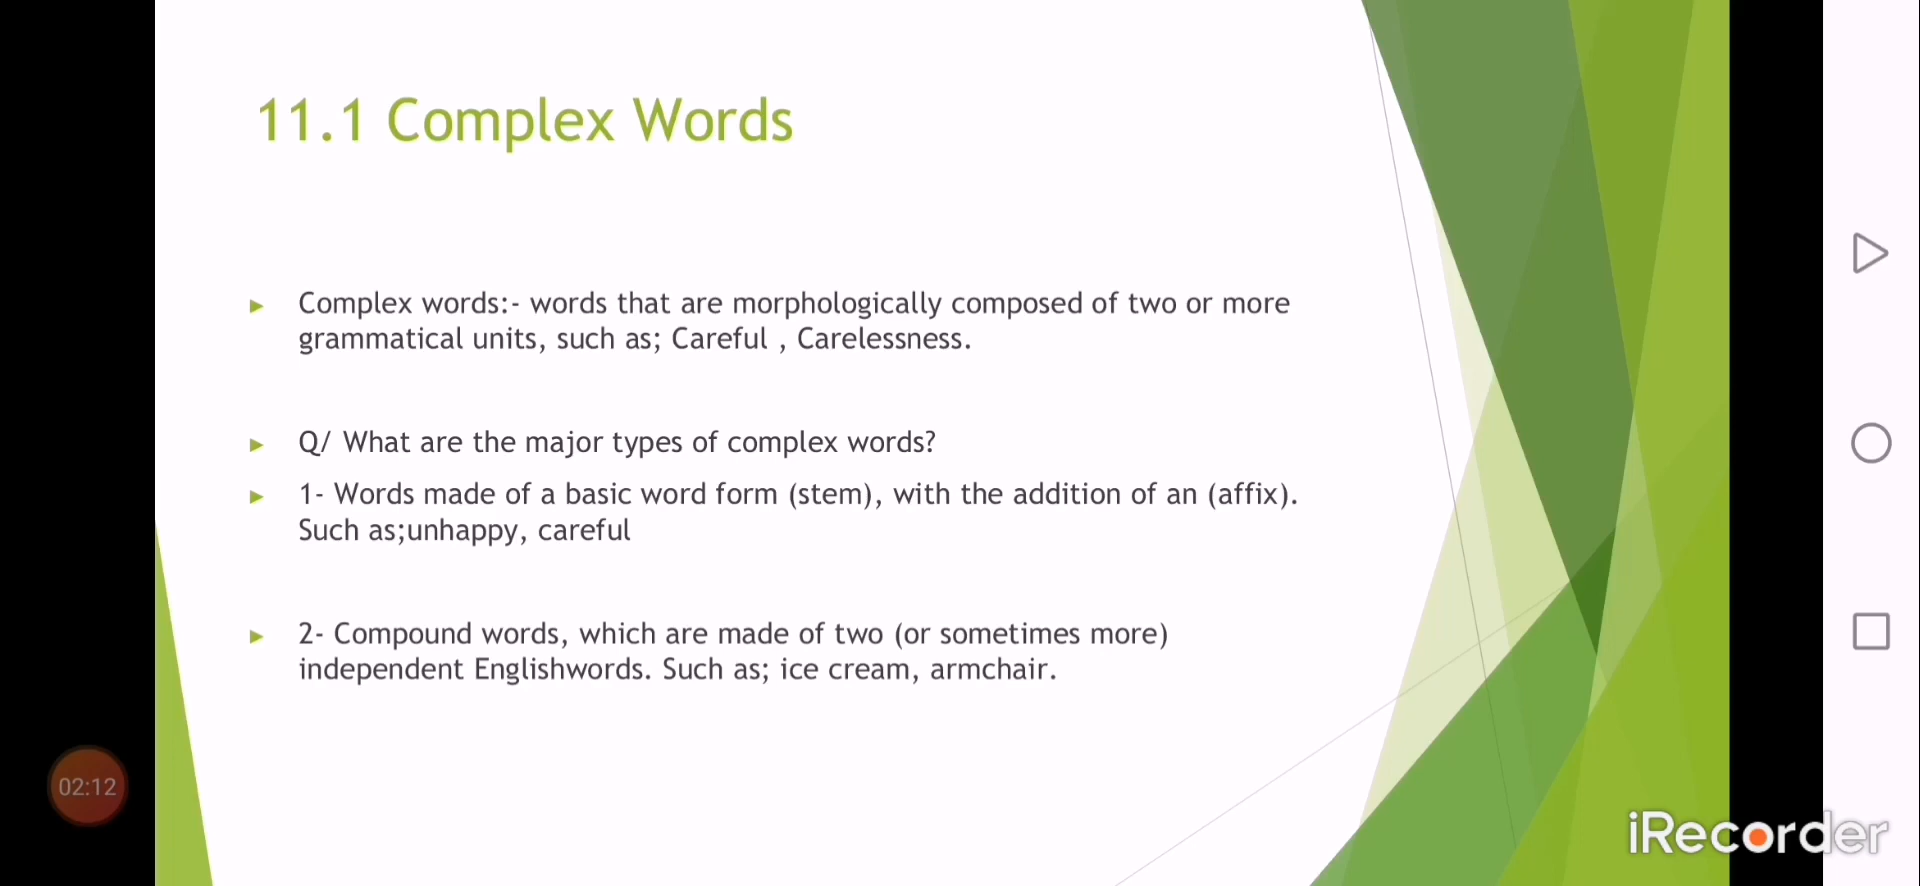 11.1 Complex Words
Complex words:- words that are morphologically composed of two or more
grammatical units, such as; Careful , Carelessness.
Q/ What are the major types of complex words?
1- Words made of a basic word form (stem), with the addition of an (affix).
Such as;unhappy, careful
2- Compound words, which are made of two (or sometimes more)
independent Englishwords. Such as; ice cream, armchair.
02:12
iRecorder